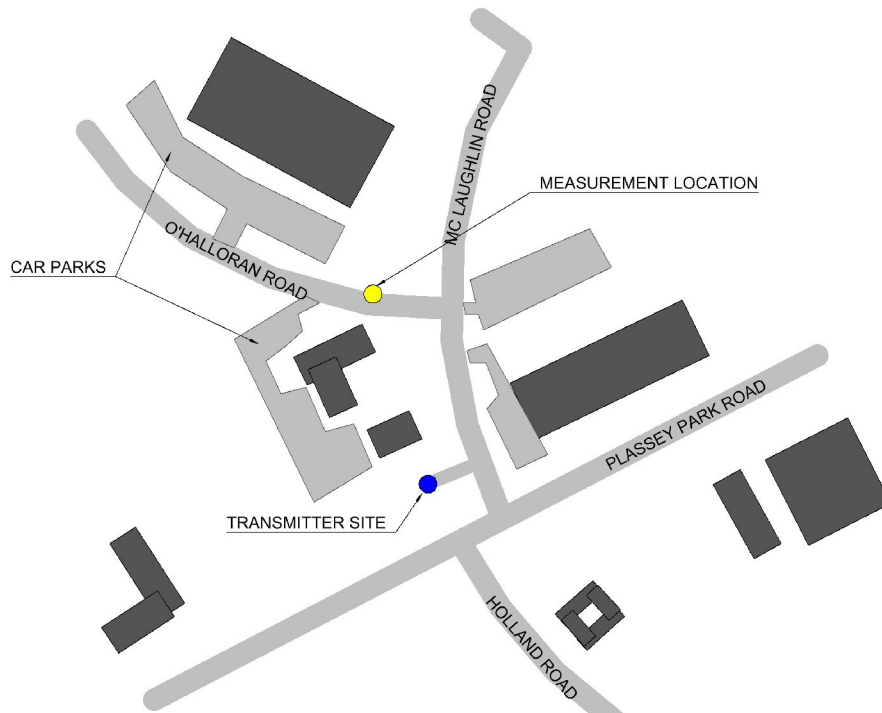 MC LAUGHLIN ROAD
MEASUREMENT LOCATION
O'HALLORAN ROAD
CAR PARKS
PLASSEY PARK ROAD
TRANSMITTER SITE
HOLLAND ROAD